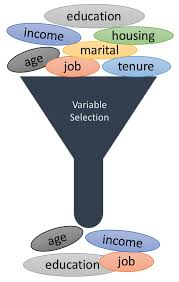 education
income housing
marital
age job tenure
Variable
Selection
age income
education job